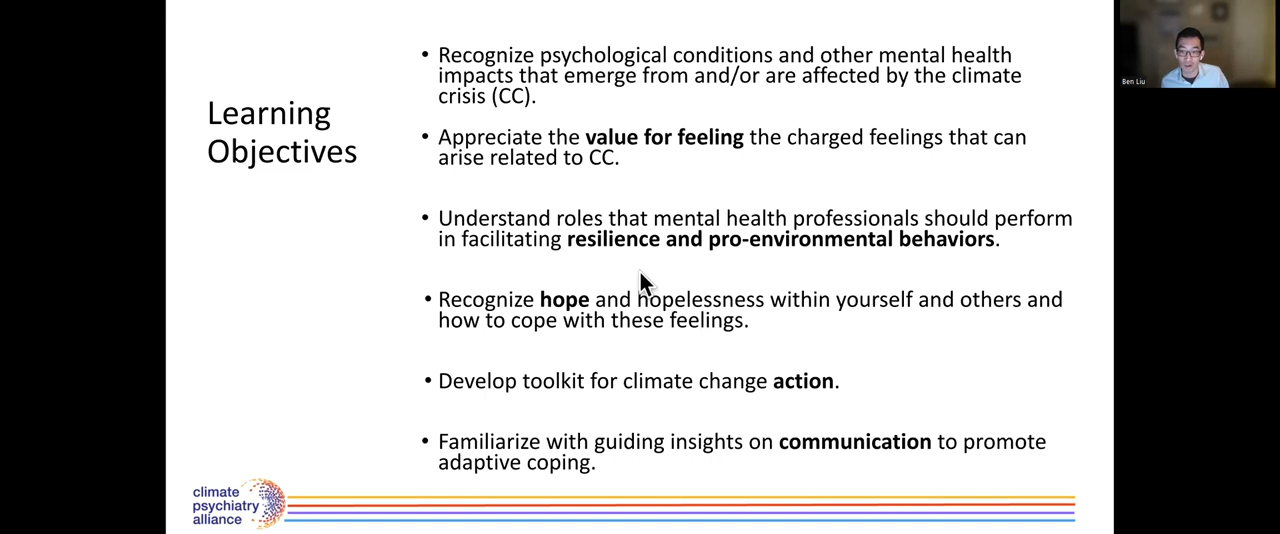 Learning
Objectives
• Recognize psychological conditions and other mental health
impacts that emerge from and/or are affected by the climate
crisis (CC).
• Appreciate the value for feeling the charged feelings that can
arise related to CC.
• Understand roles that mental health professionals should perform
in facilitating resilience and pro-environmental behaviors.
• Recognize hope and hopelessness within yourself and others and
how to cope with these feelings.
• Develop toolkit for climate change action.
• Familiarize with guiding insights on communication to promote
adaptive coping.
climate
psychiatry
alliance
Ben Liu